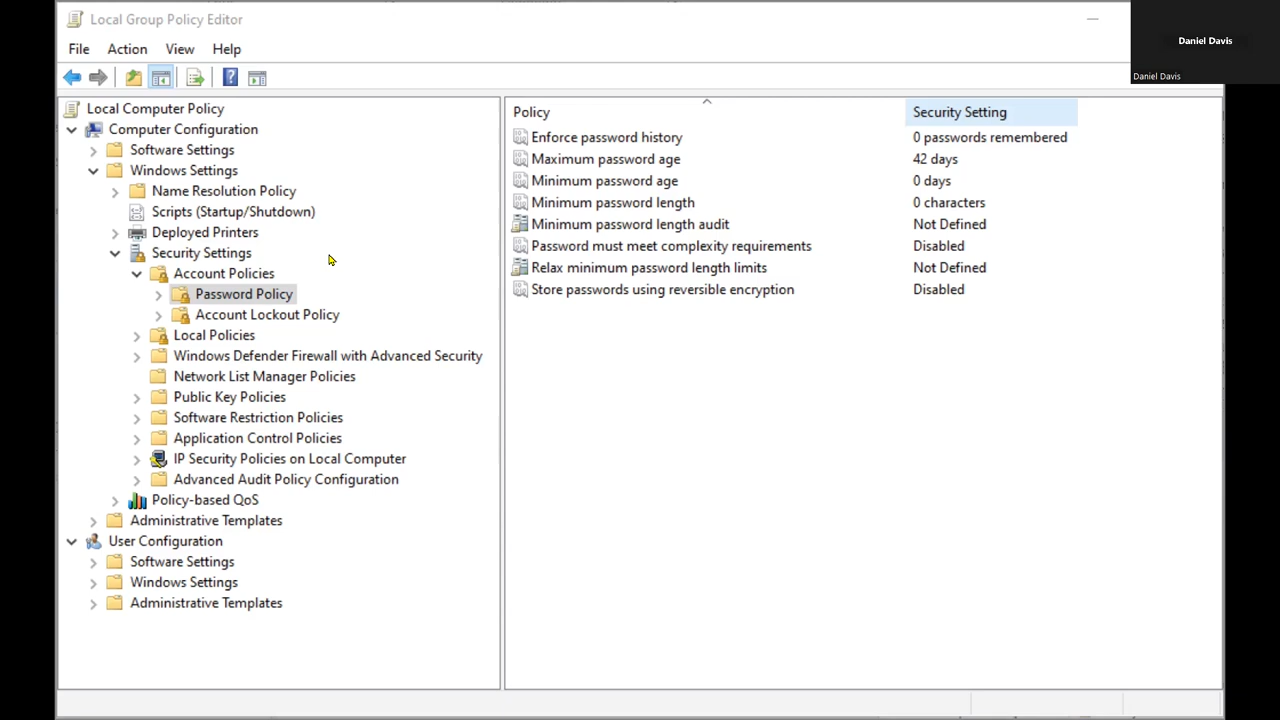 Local Group Policy Editor
Daniel Davis
Daniel Davis
File Action View Help
Local Computer Policy
Computer Configuration
Software Settings
Windows Settings
Name Resolution Policy
Scripts (Startup/Shutdown)
Deployed Printers
Security Settings
Account Policies
Password Policy
Account Lockout Policy
Local Policies
Windows Defender Firewall with Advanced Security
Network List Manager Policies
Public Key Policies
Software Restriction Policies
Application Control Policies
IP Security Policies on Local Computer
Advanced Audit Policy Configuration
Policy-based QoS
Administrative Templates
User Configuration
Software Settings
Windows Settings
Administrative Templates
Policy Security Setting
Enforce password history 0 passwords remembered
Maximum password age 42 days
Minimum password age 0 days
Minimum password length 0 characters
Minimum password length audit Not Defined
Password must meet complexity requirements Disabled
Relax minimum password length limits Not Defined
Store passwords using reversible encryption Disabled